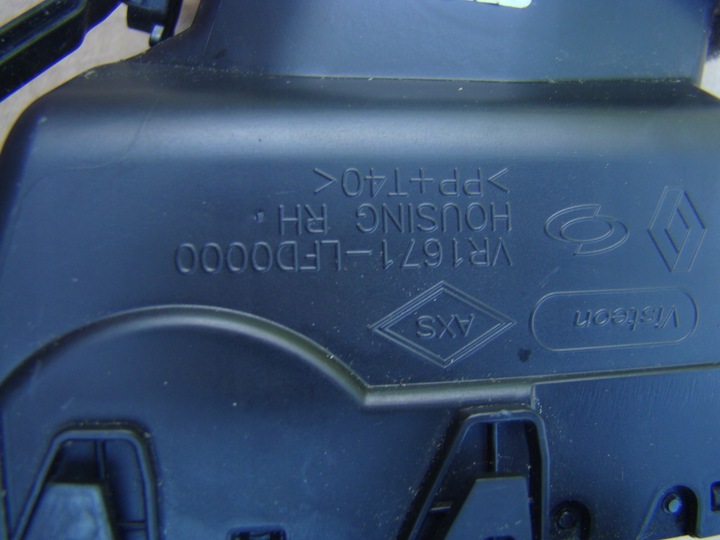 Visteon
AXS
VR1671-LFD0000
HOUSING RH.
>PP+T40<